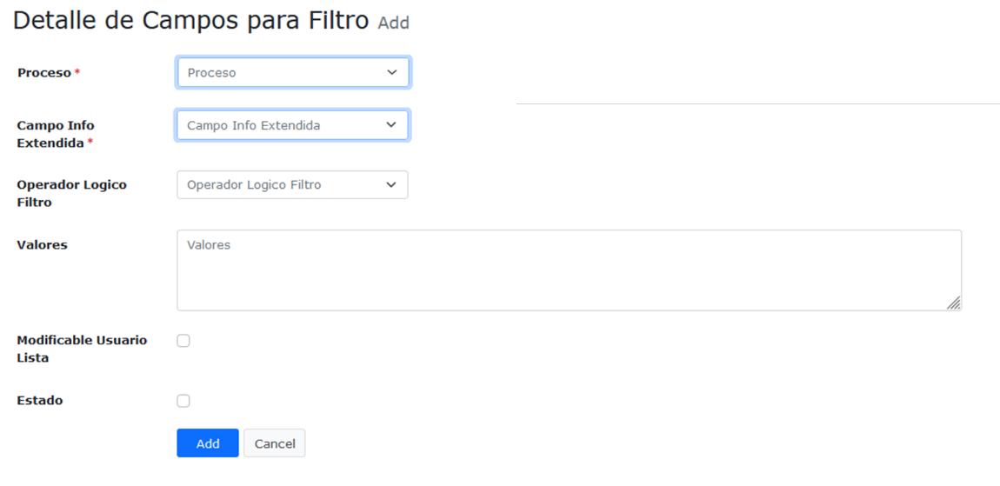 Detalle de Campos para Filtro Add
Proceso * Proceso
Campo Info
Extendida * Campo Info Extendida
Operador Logico
Filtro Operador Logico Filtro
Valores Valores
Modificable Usuario
Lista
Estado
Add Cancel